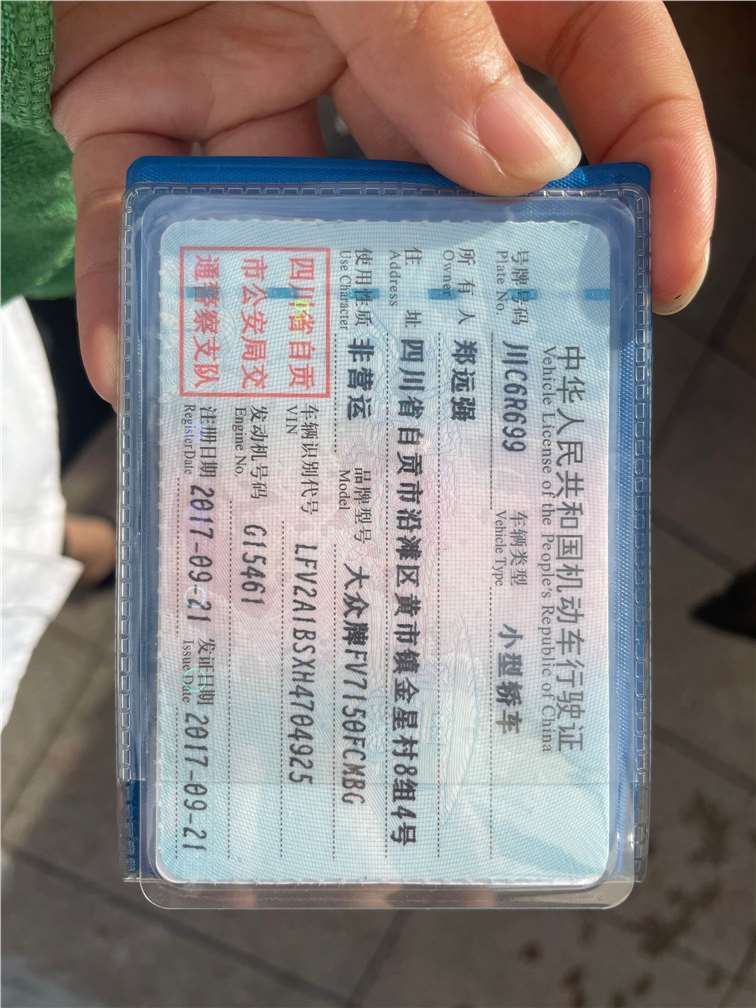 中华人民共和国机动车行驶证
Vehicle License of the People's Republic of China
号牌号码 川C6R699 车辆类型 小型轿车
Plate No. Vehicle Type
所有人 郑远强
Owner
住址 四川省自贡市沿滩区黄市镇金星村8组4号
Address
使用性质 非营运 品牌型号 大众牌FV7150FCMBG
Use Character Model
四川省自贡
市公安局交
通警察支队
车辆识别代号 LFV2A1BSXH4704925
VIN
发动机号码 G15461
Engine No.
注册日期 2017-09-21 发证日期 2017-09-21
Register Date Issue Date